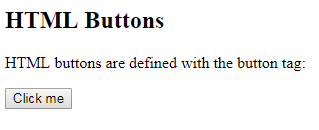 HTML Buttons
HTML buttons are defined with the button tag:
Click me